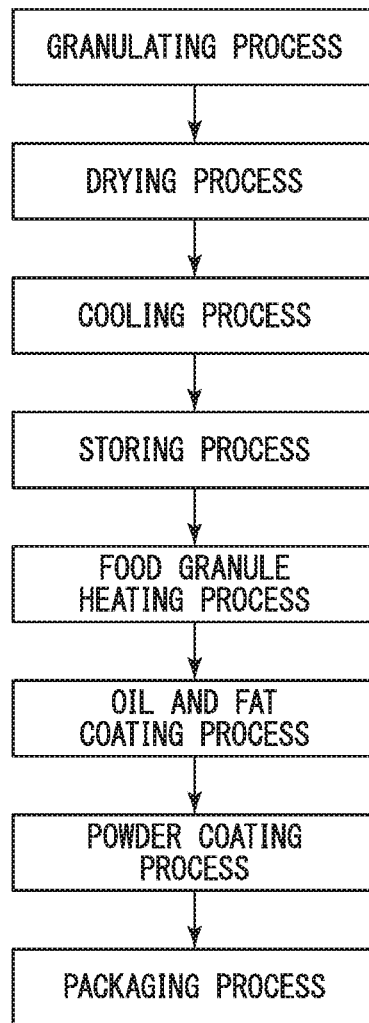 GRANULATING PROCESS
DRYING PROCESS
COOLING PROCESS
STORING PROCESS
FOOD GRANULE
HEATING PROCESS
OIL AND FAT
COATING PROCESS
POWDER COATING
PROCESS
PACKAGING PROCESS